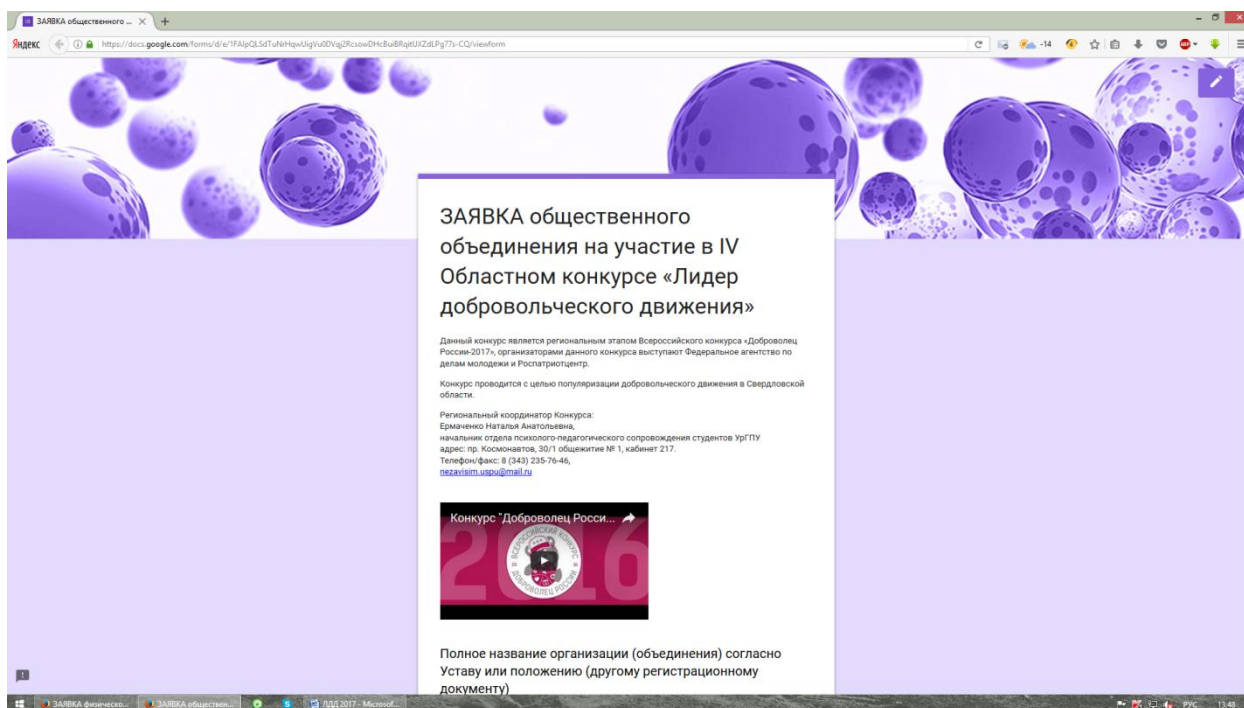 ЗАЯВКА общественного ...
Яндекс
https://docs.google.com/forms/d/e/
-14
ЗАЯВКА общественного
объединения на участие в IV
Областном конкурсе «Лидер
добровольческого движения»
Данный конкурс является региональным этапом Всероссийского конкурса «Доброволец
России-2017», организаторами данного конкурса выступают Федеральное агентство по
делам молодежи и Роспатриотцентр.
Конкурс проводится с целью популяризации добровольческого движения в Свердловской
области.
Региональный координатор Конкурса:
Ермаченко Наталья Анатольевна,
начальник отдела психолого-педагогического сопровождения студентов УрГПУ
адрес: пр. Космонавтов, 30/1 общежитие № 1, кабинет 217.
Телефон/факс: 8 (343) 235-76-46,
nezavisim.uspu@mail.ru
Конкурс "Доброволец Росси...
2016
ВСЕРОССИЙСКИЙ КОНКУРС
ДОБРОВОЛЕЦ РОССИИ
Полное название организации (объединения) согласно
Уставу или положению (другому регистрационному
документу)
ЗАЯВКА физическо...
ЗАЯВКА обществен...
ЛДД 2017 - Microsof...
РУС
13:48